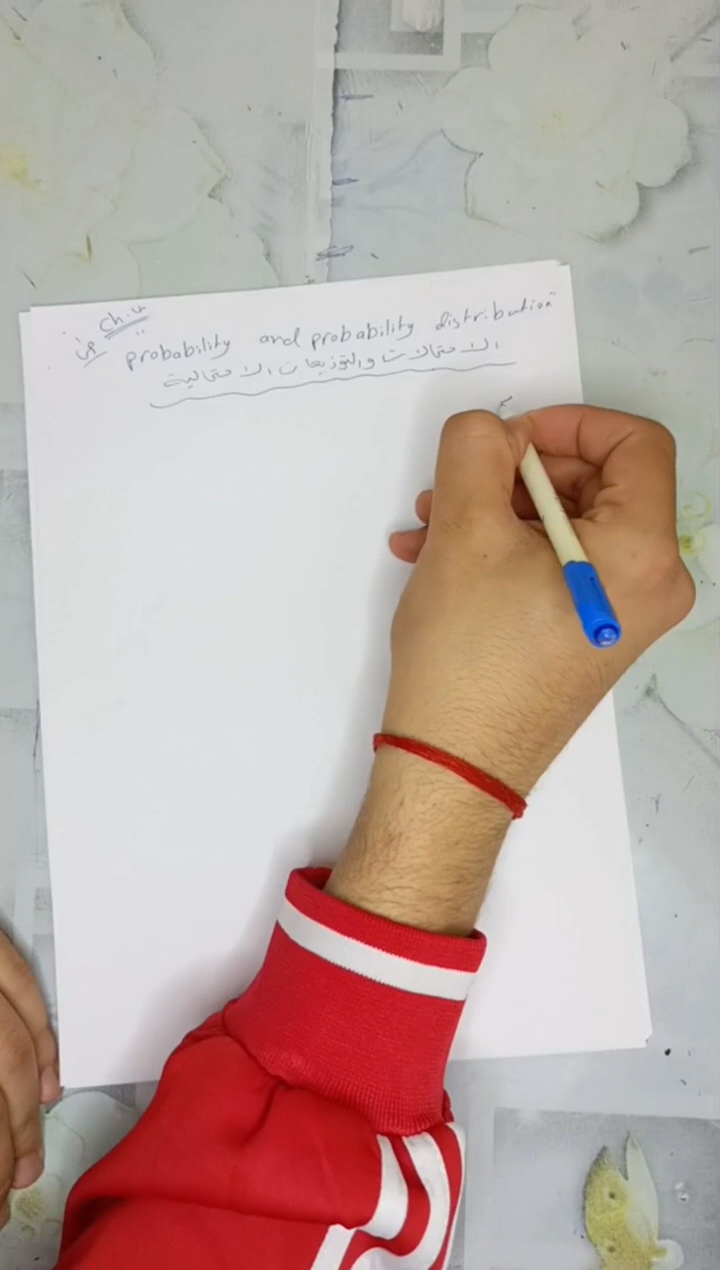 Ch.4
probability and probability distribution
الاحتمالات والتوزيعات الاحتمالية